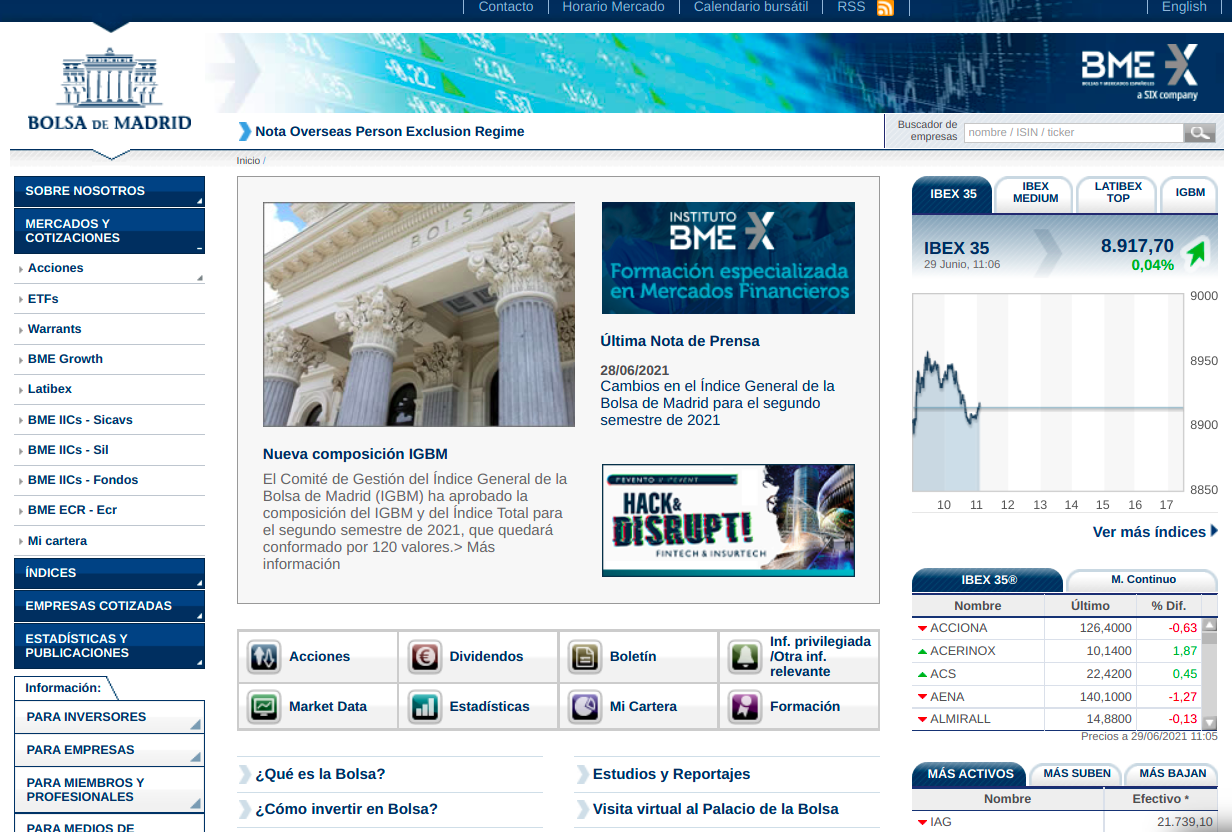 Contacto
Horario Mercado
Calendario bursátil
RSS
English
BOLSA DE MADRID
BME X
BOLSAS Y MERCADOS ESPAÑOLES
a SIX company
Nota Overseas Person Exclusion Regime
Buscador de
empresas
nombre / ISIN / ticker
Inicio /
SOBRE NOSOTROS
MERCADOS Y
COTIZACIONES
Acciones
ETFs
Warrants
BME Growth
Latibex
BME IICs - Sicavs
BME IICs - Sil
BME IICs - Fondos
BME ECR - Ecr
Mi cartera
ÍNDICES
EMPRESAS COTIZADAS
ESTADÍSTICAS Y
PUBLICACIONES
Información:
PARA INVERSORES
PARA EMPRESAS
PARA MIEMBROS Y
PROFESIONALES
PARA MEDIOS DE
BOLSA
Nueva composición IGBM
El Comité de Gestión del Índice General de la
Bolsa de Madrid (IGBM) ha aprobado la
composición del IGBM y del Índice Total para
el segundo semestre de 2021, que quedará
conformado por 120 valores.> Más
información
INSTITUTO
BME X
Formación especializada
en Mercados Financieros
Última Nota de Prensa
28/06/2021
Cambios en el Índice General de la
Bolsa de Madrid para el segundo
semestre de 2021
HACK&
DISRUPT!
FINTECH & INSURTECH
Acciones
Dividendos
Boletín
Inf. privilegiada
/Otra inf.
relevante
Market Data
Estadísticas
Mi Cartera
Formación
¿Qué es la Bolsa?
Estudios y Reportajes
¿Cómo invertir en Bolsa?
Visita virtual al Palacio de la Bolsa
IBEX 35
IBEX
MEDIUM
LATIBEX
TOP
IGBM
IBEX 35
8.917,70
29 Junio, 11:06
0,04%
9000
8950
8900
8850
10 11 12 13 14 15 16 17
Ver más índices
IBEX 35®
M. Continuo
Nombre Último % Dif.
ACCIONA 126,4000 -0,63
ACERINOX 10,1400 1,87
ACS 22,4200 0,45
AENA 140,1000 -1,27
ALMIRALL 14,8800 -0,13
Precios a 29/06/2021 11:05
MÁS ACTIVOS
MÁS SUBEN
MÁS BAJAN
Nombre Efectivo *
IAG 21.739,10